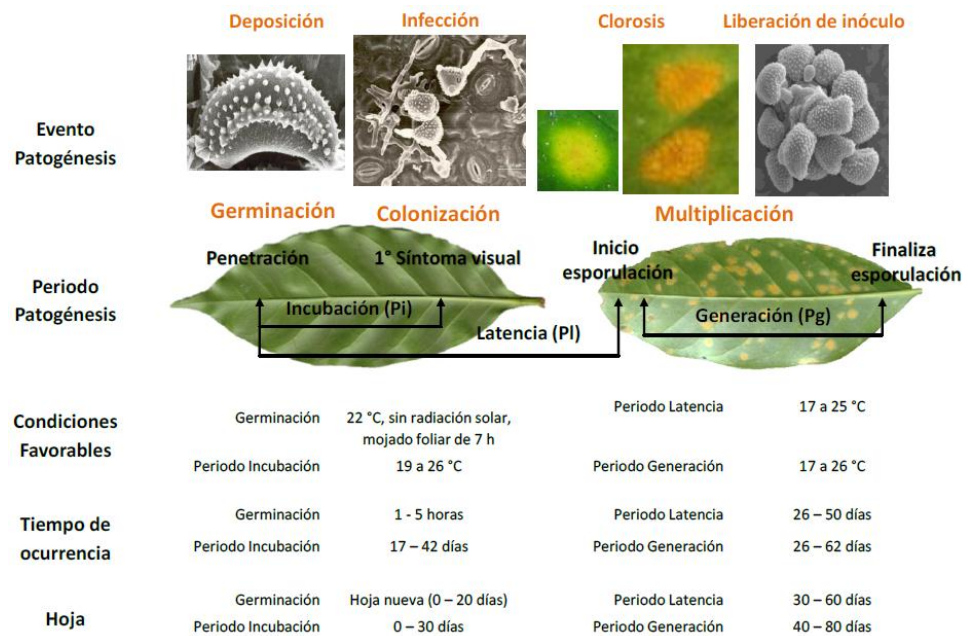 Deposición
Infección
Clorosis
Liberación de inóculo
Evento
Patogénesis
Germinación
Colonización
Multiplicación
Penetración
1° Síntoma visual
Inicio
esporulación
Finaliza
esporulación
Periodo
Patogénesis
Incubación (Pi)
Latencia (Pl)
Generación (Pg)
Condiciones
Favorables
Germinación
22 °C, sin radiación solar,
mojado foliar de 7 h
Periodo Latencia
17 a 25 °C
Periodo Incubación
19 a 26 °C
Periodo Generación
17 a 26 °C
Tiempo de
ocurrencia
Germinación
1 - 5 horas
Periodo Latencia
26 – 50 días
Periodo Incubación
17 – 42 días
Periodo Generación
26 – 62 días
Hoja
Germinación
Hoja nueva (0 – 20 días)
Periodo Latencia
30 – 60 días
Periodo Incubación
0 – 30 días
Periodo Generación
40 – 80 días